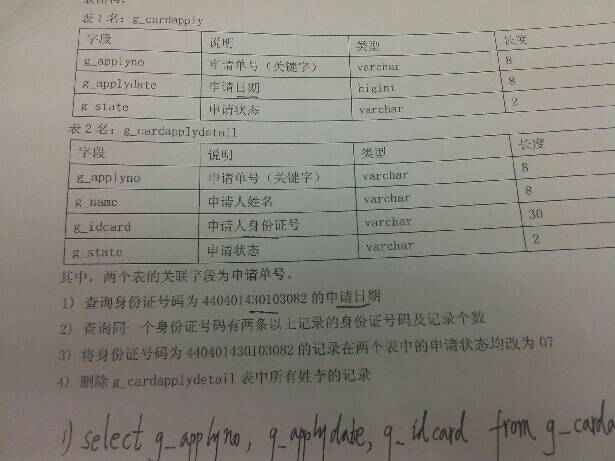 表结构:
表1名：g_cardapply
字段 说明 类型 长度
g_applyno 申请单号（关键字） varchar 8
g_applydate 申请日期 bigint 8
g_state 申请状态 varchar 2
表2名：g_cardapplydetail
字段 说明 类型 长度
g_applyno 申请单号（关键字） varchar 8
g_name 申请人姓名 varchar 8
g_idcard 申请人身份证号 varchar 30
g_state 申请状态 varchar 2
其中，两个表的关联字段为申请单号。
1）查询身份证号码为440401430103082的申请日期
2）查询同一个身份证号码有两条以上记录的身份证号码及记录个数
3）将身份证号码为440401430103082的记录在两个表中的申请状态均改为07
4）删除g_cardapplydetail表中所有姓李的记录
1) select g_applyno, g_applydate, g_idcard from g_carda